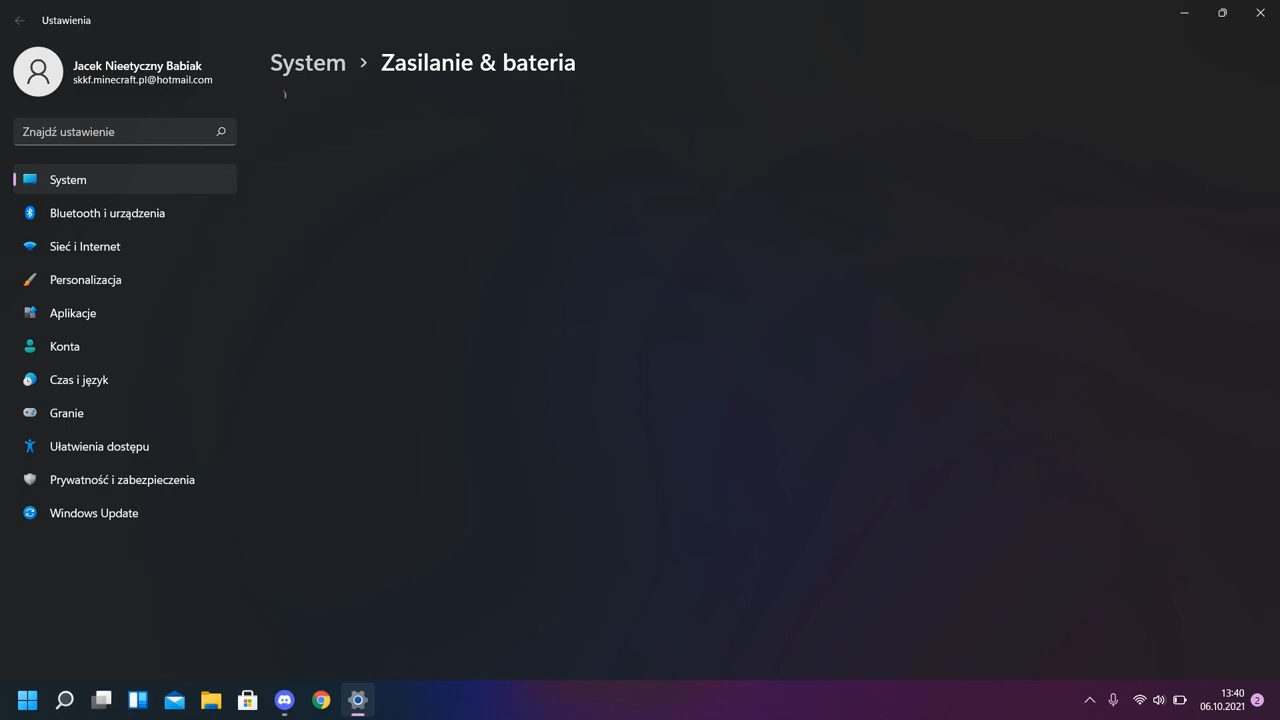 Ustawienia
Jacek Nieetyczny Babiak
skkf.minecraft.pl@hotmail.com
Znajdź ustawienie
System
Bluetooth i urządzenia
Sieć i Internet
Personalizacja
Aplikacje
Konta
Czas i język
Granie
Ułatwienia dostępu
Prywatność i zabezpieczenia
Windows Update
System > Zasilanie & bateria
13:40
06.10.2021
2